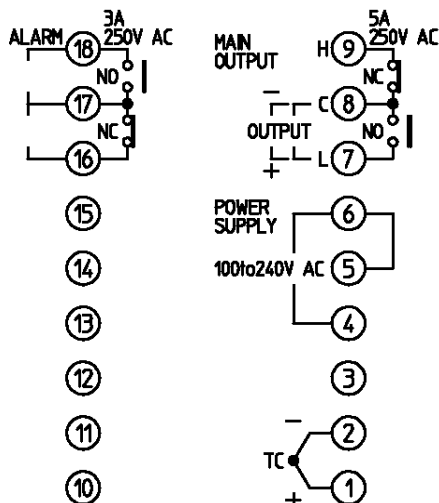 3A
250V AC
ALARM
18
NO
17
NC
16
15
14
13
12
11
10
5A
250V AC
MAIN
OUTPUT
H
9
NC
−
C
8
OUTPUT
NO
+
L
7
POWER
SUPPLY
6
100to240V AC
5
4
3
−
2
TC
+
1